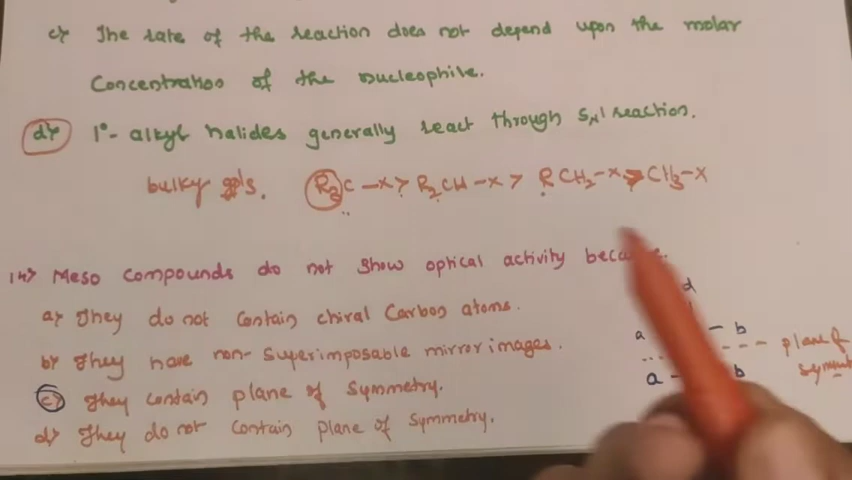 c) The rate of the reaction does not depend upon the molar
Concentration of the nucleophile.
d) 1°- alkyl halides generally react through SN1 reaction.
bulky gps. R3C-X > R2CH-X > RCH2-X > CH3-X
14) Meso compounds do not show optical activity because
a) They do not contain chiral Carbon atoms.
b) They have non-superimposable mirror images.
c) They contain plane of symmetry.
d) They do not contain plane of symmetry.
d
a - b
plane of
a - b